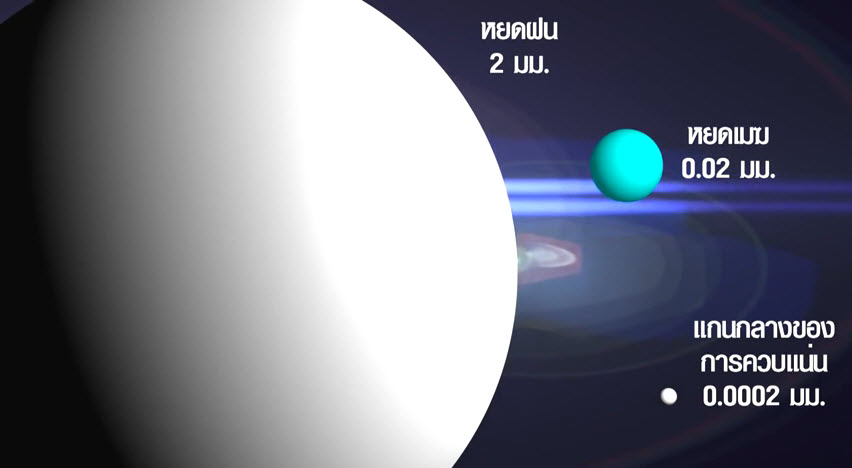 หยดฝน
2 มม.
หยดเมฆ
0.02 มม.
แกนกลางของ
การควบแน่น
0.0002 มม.